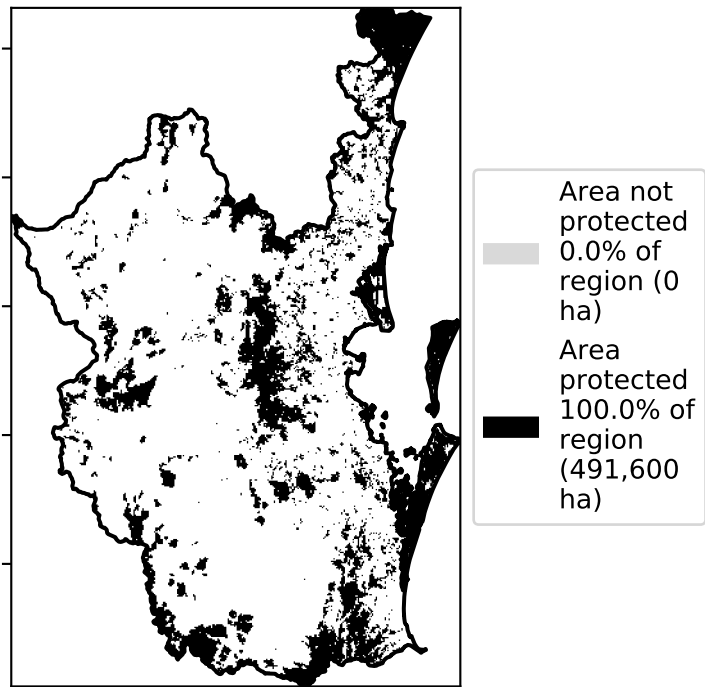 Area not
protected
0.0% of
region (0
ha)
Area
protected
100.0% of
region
(491,600
ha)